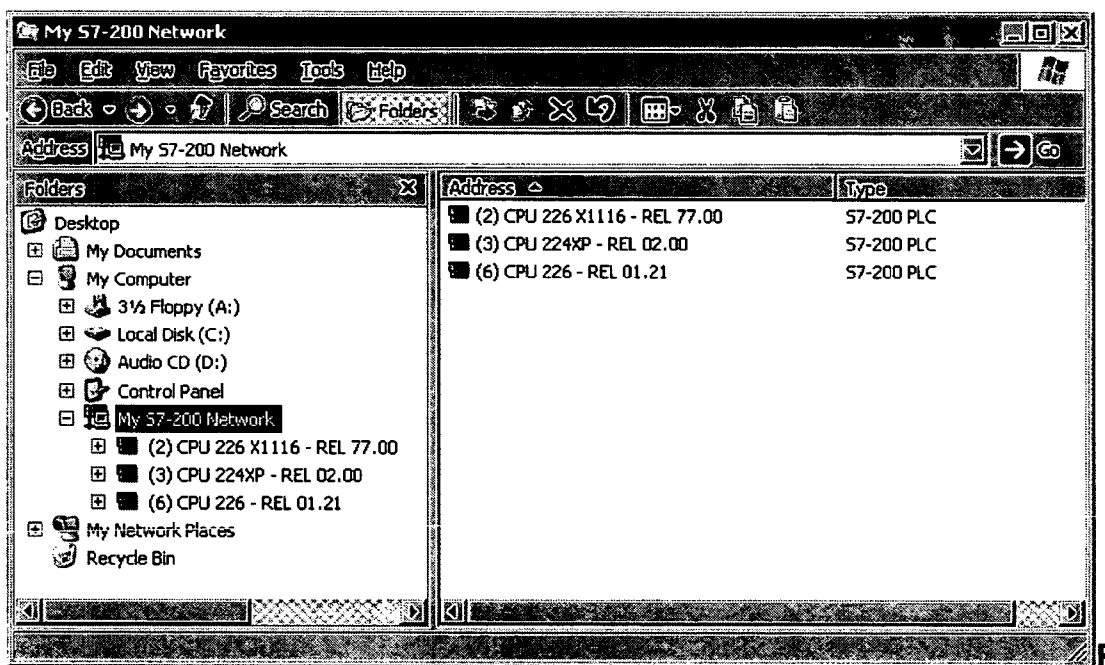 My S7-200 Network
File Edit View Favorites Tools Help
Back Search Folders
Address My S7-200 Network Go
Folders
Desktop
My Documents
My Computer
3½ Floppy (A:)
Local Disk (C:)
Audio CD (D:)
Control Panel
My S7-200 Network
(2) CPU 226 X1116 - REL 77.00
(3) CPU 224XP - REL 02.00
(6) CPU 226 - REL 01.21
My Network Places
Recycle Bin
Address Type
(2) CPU 226 X1116 - REL 77.00 S7-200 PLC
(3) CPU 224XP - REL 02.00 S7-200 PLC
(6) CPU 226 - REL 01.21 S7-200 PLC